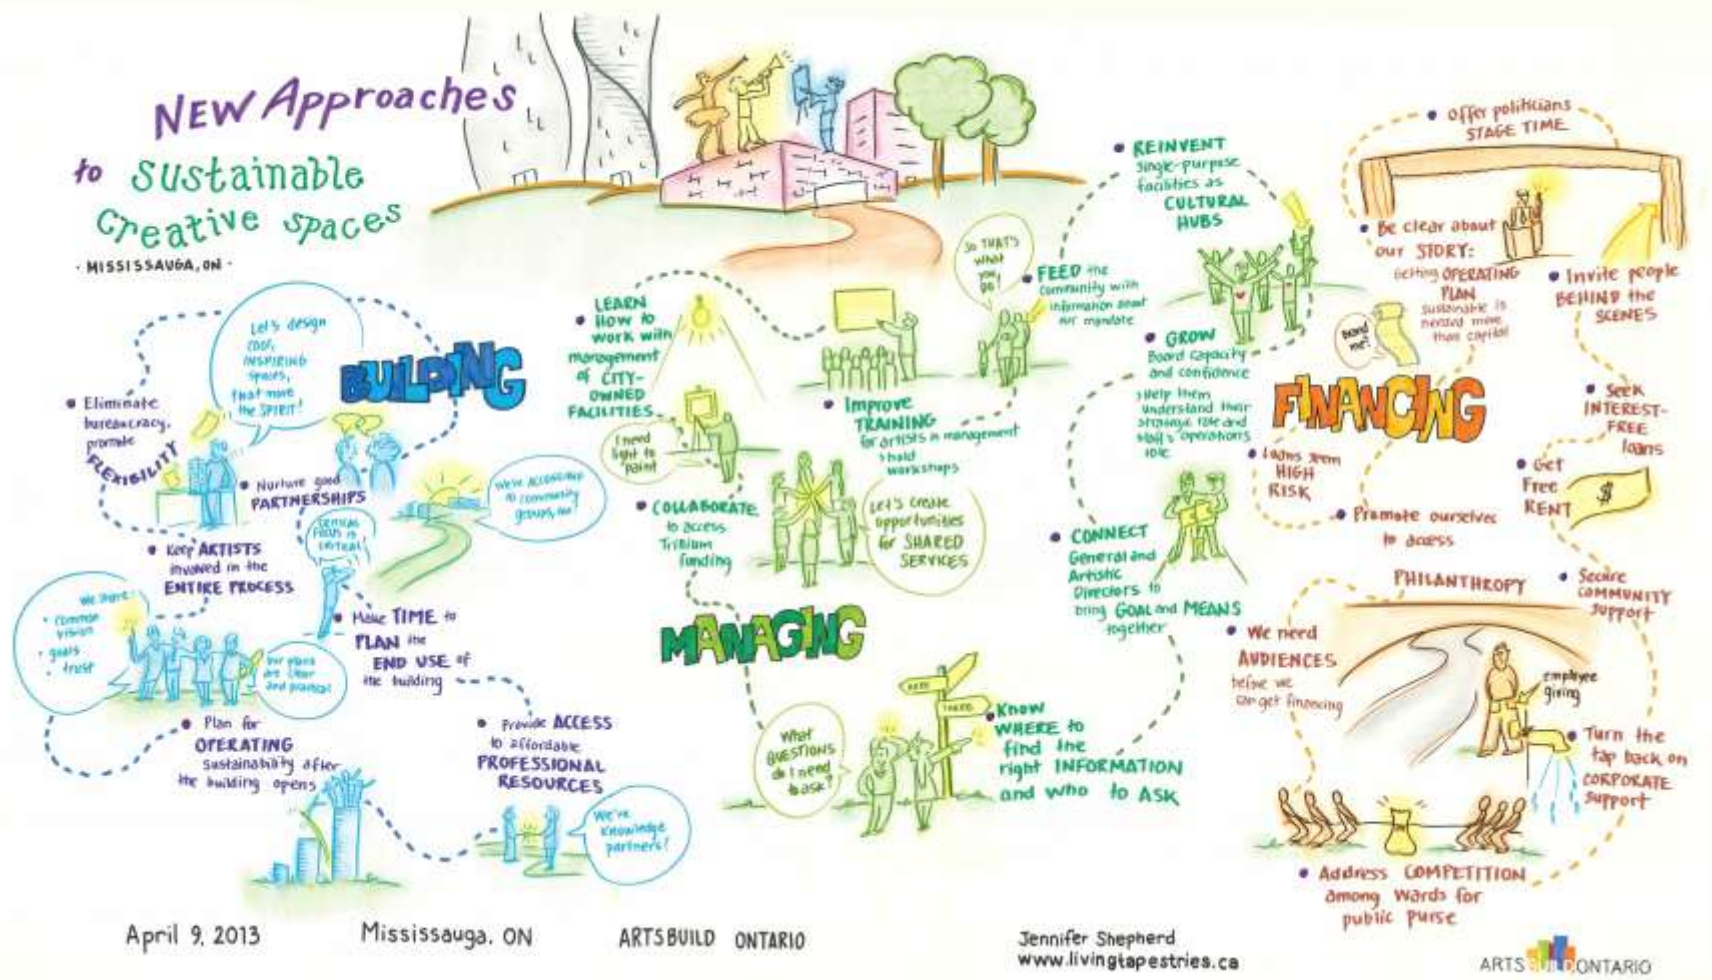 NEW Approaches
to Sustainable
Creative spaces
· MISSISSAUGA, ON ·
BUILDING
Let's design
COOL,
INSPIRING
spaces,
that move
the SPIRIT!
• Eliminate
bureaucracy,
promote
FLEXIBILITY
• Nurture good
PARTNERSHIPS
We're ACCESSIBLE
to community
groups, too!
CRITICAL
FOCUS is
CRITICAL!
• Keep ARTISTS
involved in the
ENTIRE PROCESS
We share:
• common
vision
• goals
• trust
Our plans
are clear
and practical
• Make TIME to
PLAN the
END USE of
the building
• Plan for
OPERATING
sustainability after
the building opens
• Provide ACCESS
to affordable
PROFESSIONAL
RESOURCES
We're
knowledge
partners!
MANAGING
• LEARN
How to
work with
management
of CITY-
OWNED
FACILITIES
I need
light to
paint
• COLLABORATE
to access
Trillium
funding
• Improve
TRAINING
for artists in management
hold
workshops
Let's create
opportunities
for SHARED
SERVICES
So THAT'S
what
you
do!
• FEED the
community with
information about
our mandate
• REINVENT
single-purpose
facilities as
CULTURAL
HUBS
• GROW
Board capacity
and confidence
Help them
understand their
strategic role and
staff's operations
role
• CONNECT
General and
Artistic
Directors to
bring GOAL and MEANS
together
What
QUESTIONS
do I need
to ask?
HERE
THERE
• Know
WHERE to
find the
right INFORMATION
and who to ASK
FINANCING
• Offer politicians
STAGE TIME
• Be clear about
our STORY:
Getting OPERATING
PLAN
sustainable is
needed more
than capital
• Invite people
BEHIND the
SCENES
• Seek
INTEREST-
FREE
loans
• Get
Free
RENT
$
• Loans seem
HIGH
RISK
• Promote ourselves
to access
PHILANTHROPY
• Secure
COMMUNITY
support
• We need
AUDIENCES
before we
can get financing
employee
giving
• Turn the
tap back on
CORPORATE
support
• Address COMPETITION
among wards for
public purse
April 9, 2013
Mississauga, ON
ARTSBUILD ONTARIO
Jennifer Shepherd
www.livingtapestries.ca
ARTSBUILDONTARIO